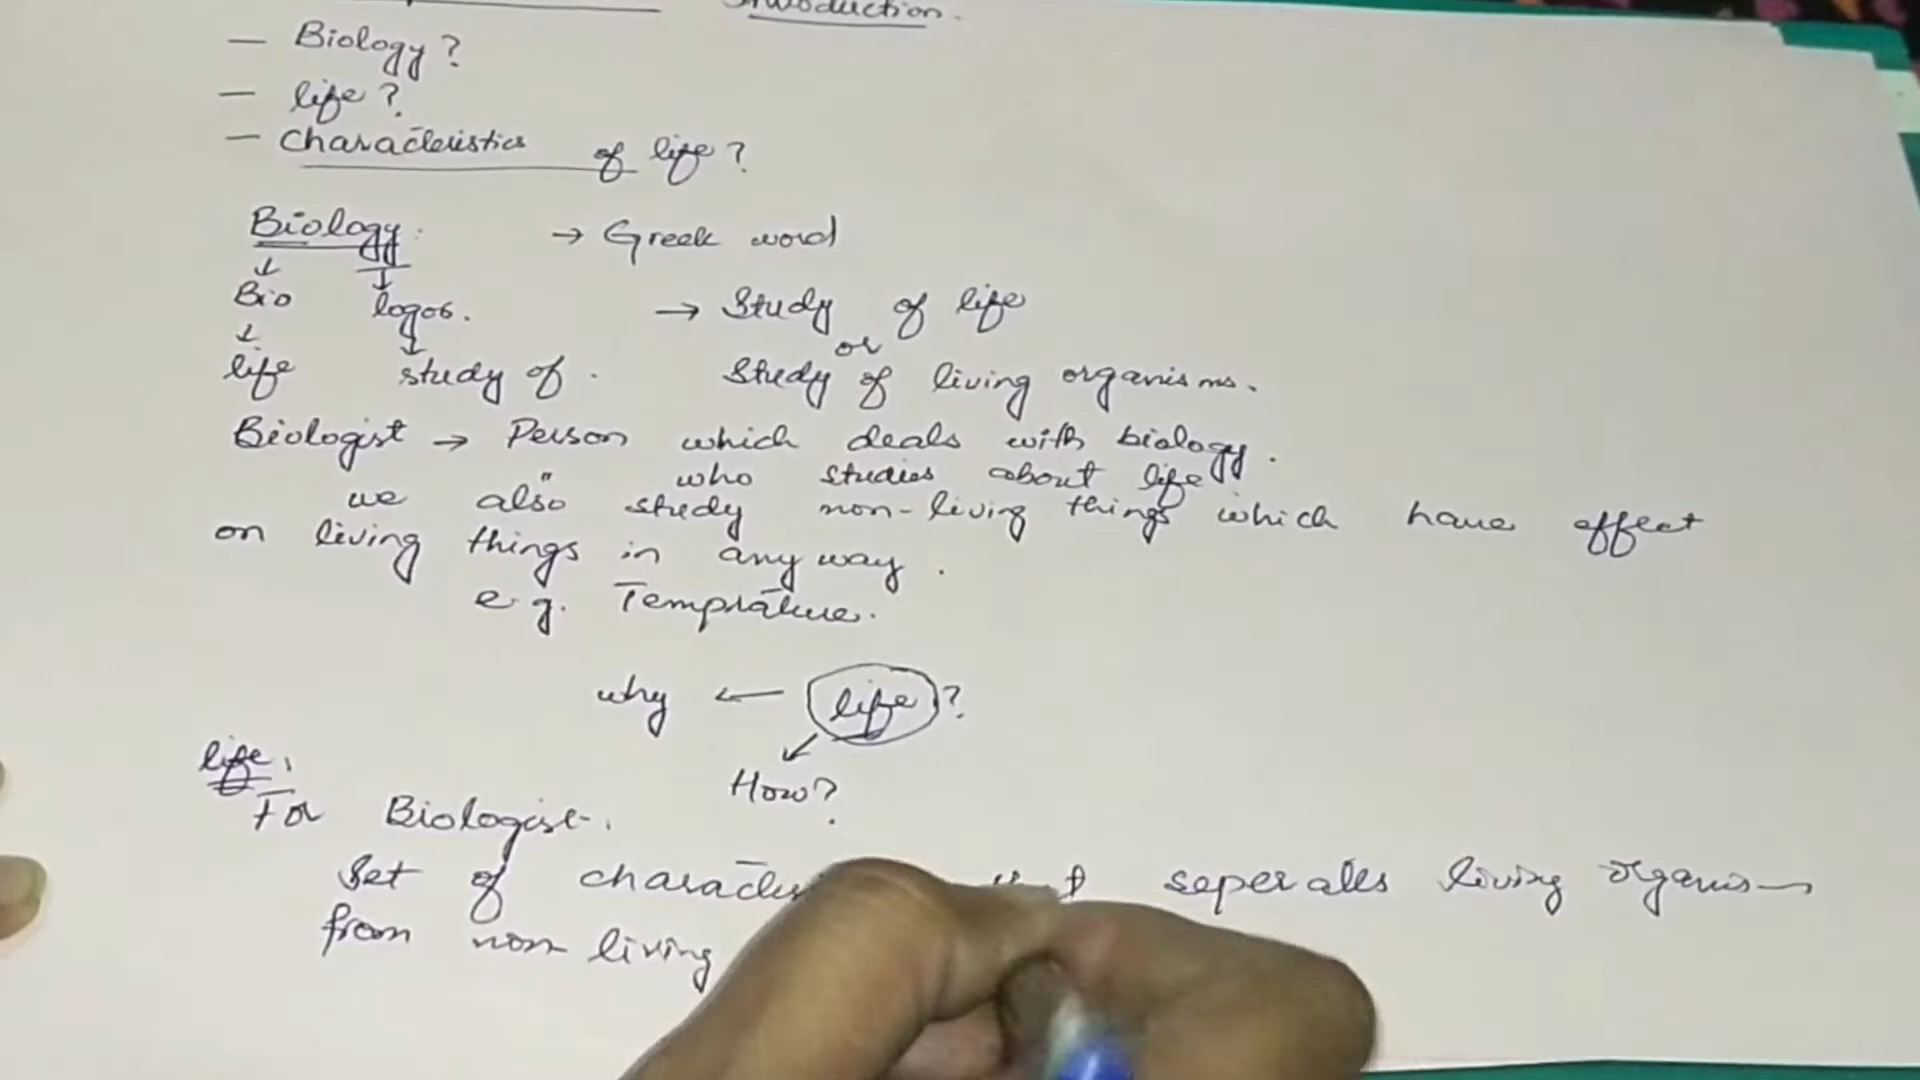 Introduction.
— Biology?
— life?
— Characteristics of life?
Biology: → Greek word
Bio logos. → Study of life
or
life study of. Study of living organisms.
Biologist → Person which deals with biology.
" who studies about life
we also study non-living things which have effect
on living things in any way.
e.g. Temprature.
why ← life?
life,
How?
For Biologist.
Set of seperates living organism
from non living